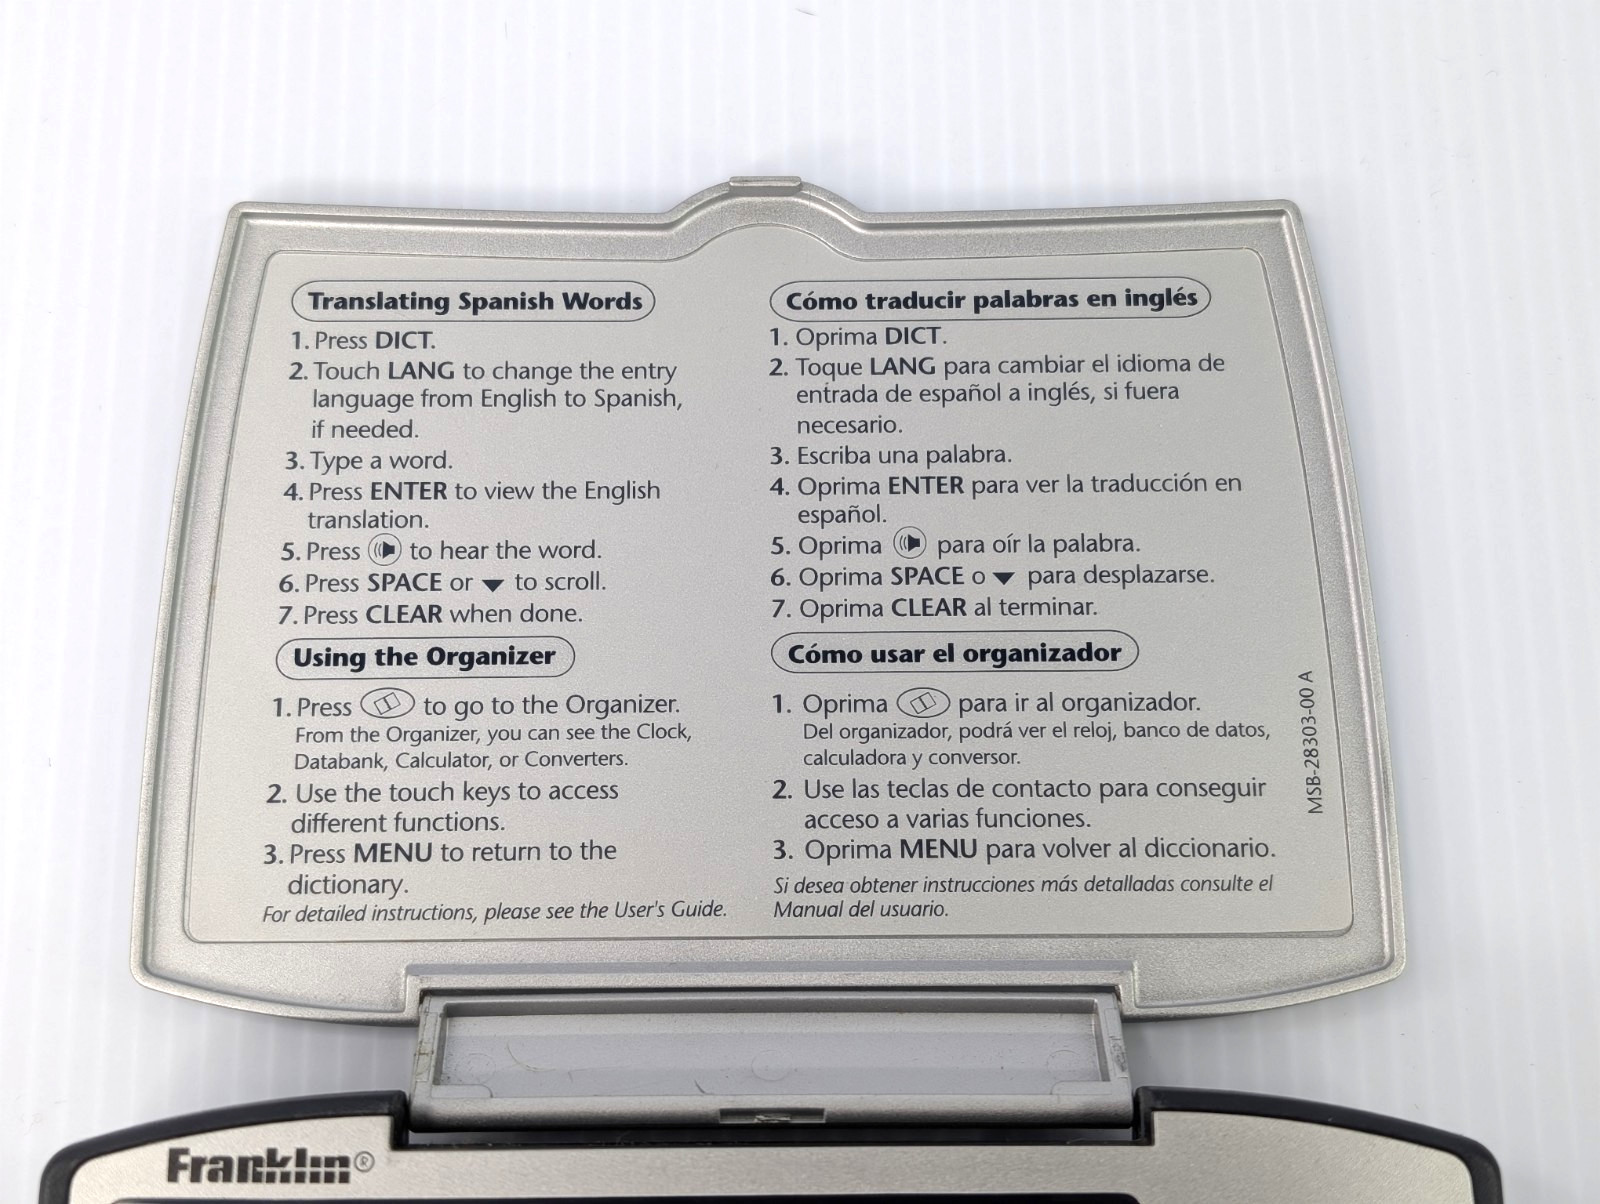 Translating Spanish Words
1. Press DICT.
2. Touch LANG to change the entry
language from English to Spanish,
if needed.
3. Type a word.
4. Press ENTER to view the English
translation.
5. Press to hear the word.
6. Press SPACE or ▼ to scroll.
7. Press CLEAR when done.
Using the Organizer
1. Press to go to the Organizer.
From the Organizer, you can see the Clock,
Databank, Calculator, or Converters.
2. Use the touch keys to access
different functions.
3. Press MENU to return to the
dictionary.
For detailed instructions, please see the User's Guide.
Cómo traducir palabras en inglés
1. Oprima DICT.
2. Toque LANG para cambiar el idioma de
entrada de español a inglés, si fuera
necesario.
3. Escriba una palabra.
4. Oprima ENTER para ver la traducción en
español.
5. Oprima para oír la palabra.
6. Oprima SPACE o ▼ para desplazarse.
7. Oprima CLEAR al terminar.
Cómo usar el organizador
1. Oprima para ir al organizador.
Del organizador, podrá ver el reloj, banco de datos,
calculadora y conversor.
2. Use las teclas de contacto para conseguir
acceso a varias funciones.
3. Oprima MENU para volver al diccionario.
Si desea obtener instrucciones más detalladas consulte el
Manual del usuario.
MSB-28303-00 A
Franklin®